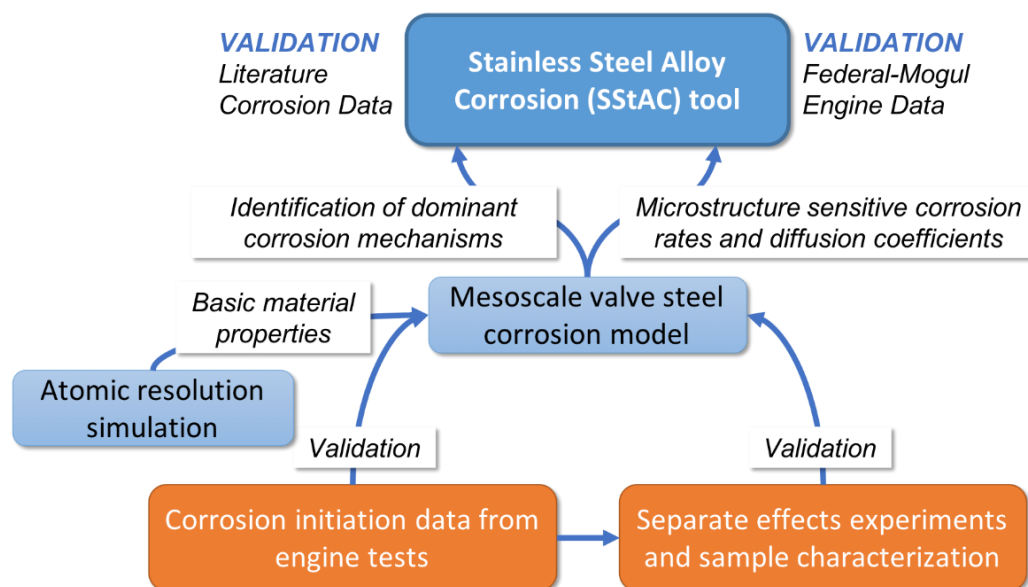 VALIDATION
Literature
Corrosion Data
Stainless Steel Alloy
Corrosion (SStAC) tool
VALIDATION
Federal-Mogul
Engine Data
Identification of dominant
corrosion mechanisms
Microstructure sensitive corrosion
rates and diffusion coefficients
Basic material
properties
Mesoscale valve steel
corrosion model
Atomic resolution
simulation
Validation
Validation
Corrosion initiation data from
engine tests
Separate effects experiments
and sample characterization